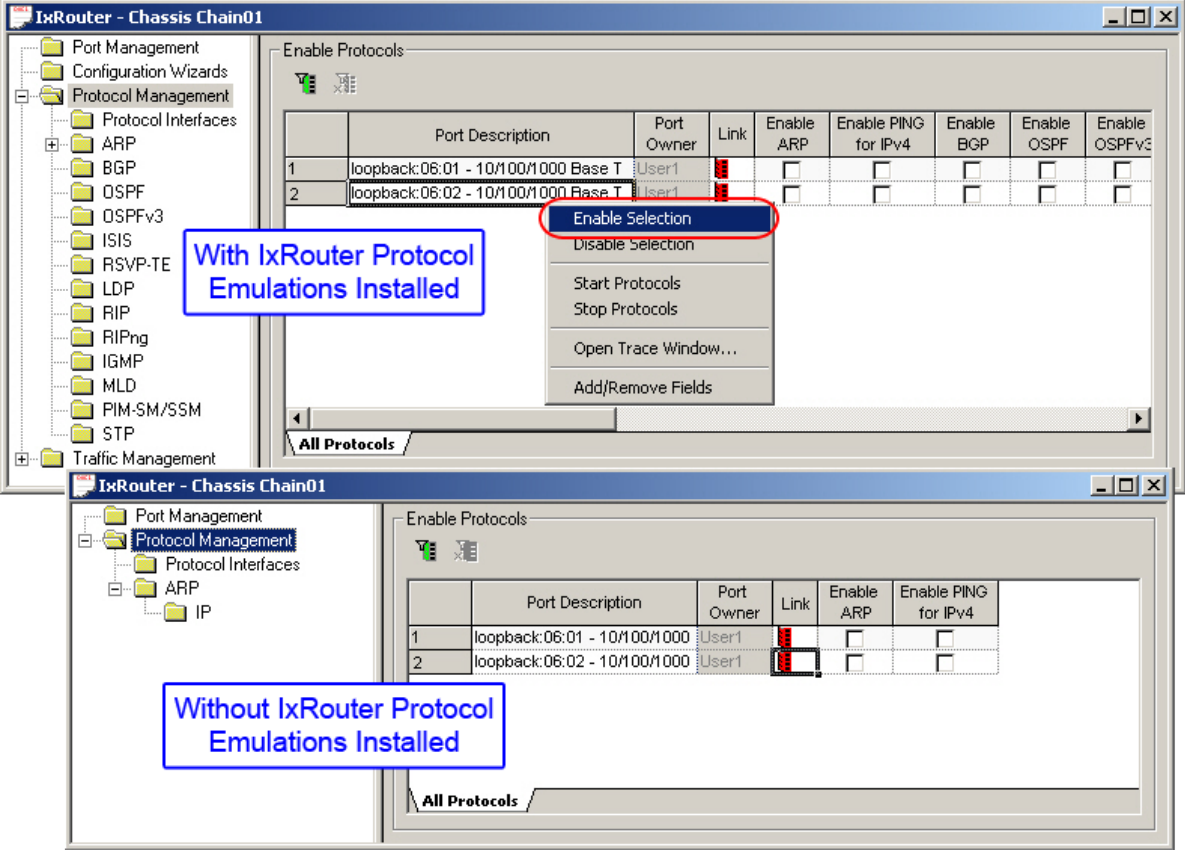 IxRouter - Chassis Chain01
Port Management
Configuration Wizards
Protocol Management
Protocol Interfaces
ARP
BGP
OSPF
OSPFv3
ISIS
RSVP-TE
LDP
RIP
RIPng
IGMP
MLD
PIM-SM/SSM
STP
Traffic Management
With IxRouter Protocol
Emulations Installed
Enable Protocols
Port Description Port Owner Link Enable ARP Enable PING for IPv4 Enable BGP Enable OSPF Enable OSPFv3
1 loopback:06:01 - 10/100/1000 Base T User1
2 loopback:06:02 - 10/100/1000 Base T User1
Enable Selection
Disable Selection
Start Protocols
Stop Protocols
Open Trace Window...
Add/Remove Fields
All Protocols
IxRouter - Chassis Chain01
Port Management
Protocol Management
Protocol Interfaces
ARP
IP
Without IxRouter Protocol
Emulations Installed
Enable Protocols
Port Description Port Owner Link Enable ARP Enable PING for IPv4
1 loopback:06:01 - 10/100/1000 User1
2 loopback:06:02 - 10/100/1000 User1
All Protocols